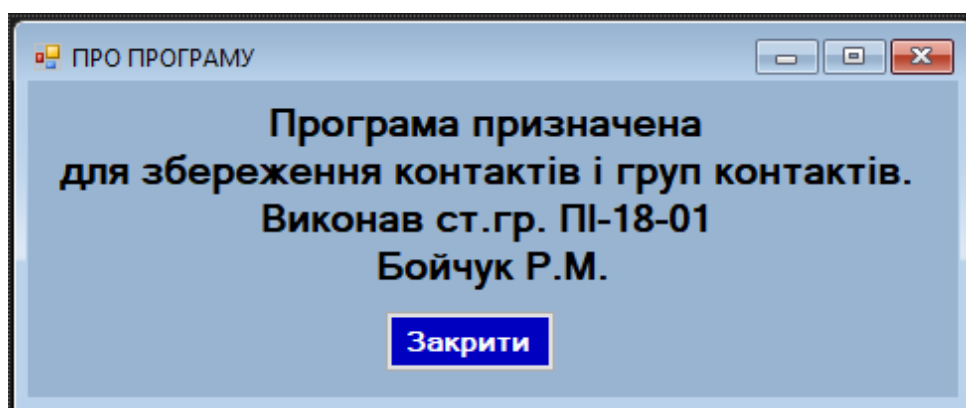 ПРО ПРОГРАМУ
Програма призначена
для збереження контактів і груп контактів.
Виконав ст.гр. ПІ-18-01
Бойчук Р.М.
Закрити